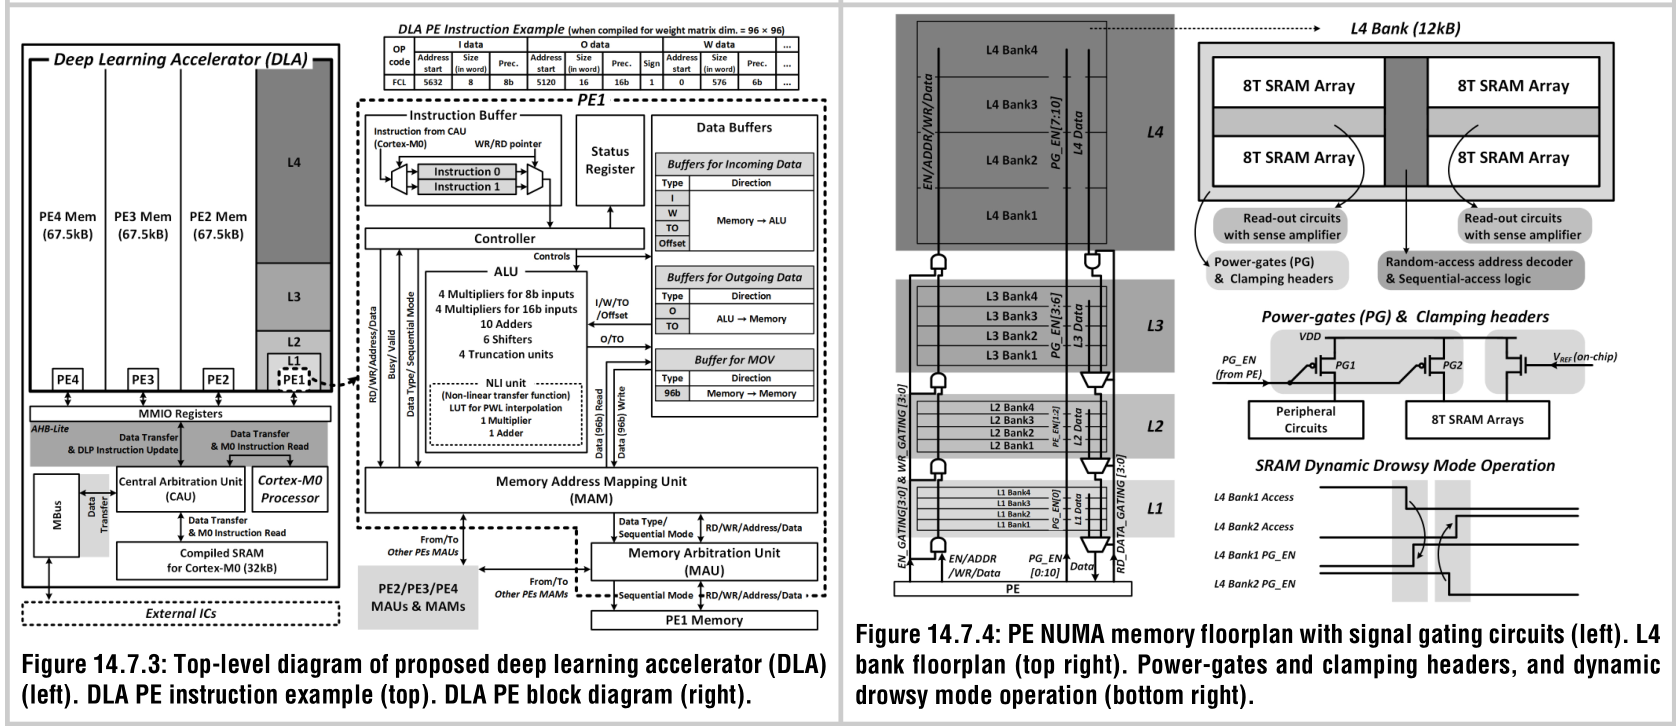 DLA PE Instruction Example (when compiled for weight matrix dim. = 96 × 96)
OP code | I data | O data | W data | ...
Address start | Size (in word) | Prec. | Address start | Size (in word) | Prec. | Sign | Address start | Size (in word) | Prec. | ...
FCL | 5632 | 8 | 8b | 5120 | 16 | 16b | 1 | 0 | 576 | 6b | ...
Deep Learning Accelerator (DLA)
PE4 Mem
(67.5kB)
PE3 Mem
(67.5kB)
PE2 Mem
(67.5kB)
L4
L3
L2
L1
PE4
PE3
PE2
PE1
MMIO Registers
AHB-Lite
Data Transfer
& DLP Instruction Update
Data Transfer
& M0 Instruction Read
MBus
Data
Transfer
Central Arbitration Unit
(CAU)
Cortex-M0
Processor
Data Transfer
& M0 Instruction Read
Compiled SRAM
for Cortex-M0 (32kB)
External ICs
PE1
Instruction Buffer
Instruction from CAU
(Cortex-M0)
WR/RD pointer
Instruction 0
Instruction 1
Status
Register
Data Buffers
Buffers for Incoming Data
Type Direction
I
W
TO
Offset
Memory → ALU
Buffers for Outgoing Data
Type Direction
O
TO
ALU → Memory
Buffer for MOV
Type Direction
96b Memory → Memory
Controller
Controls
ALU
4 Multipliers for 8b inputs
4 Multipliers for 16b inputs
10 Adders
6 Shifters
4 Truncation units
NLI unit
(Non-linear transfer function)
LUT for PWL interpolation
1 Multiplier
1 Adder
I/W/TO
/Offset
O/TO
RD/WR/Address/Data
Busy/ Valid
Data Type/ Sequential Mode
Data (96b) Read
Data (96b) Write
Memory Address Mapping Unit
(MAM)
From/To
Other PEs MAUs
Data Type/
Sequential Mode
RD/WR/Address/Data
Memory Arbitration Unit
(MAU)
PE2/PE3/PE4
MAUs & MAMs
From/To
Other PEs MAMs
Sequential Mode
RD/WR/Address/Data
PE1 Memory
Figure 14.7.3: Top-level diagram of proposed deep learning accelerator (DLA)
(left). DLA PE instruction example (top). DLA PE block diagram (right).
L4 Bank4
L4 Bank3
L4 Bank2
L4 Bank1
EN/ADDR/WR/Data
PG_EN[7:10]
L4 Data
L4
L3 Bank4
L3 Bank3
L3 Bank2
L3 Bank1
PG_EN[3:6]
L3 Data
L3
L2 Bank4
L2 Bank3
L2 Bank2
L2 Bank1
PE_EN[1:2]
L2 Data
L2
L1 Bank4
L1 Bank3
L1 Bank2
L1 Bank1
PG_EN[0]
L1 Data
L1
EN_GATING[3:0] & WR_GATING [3:0]
RD_DATA_GATING [3:0]
EN/ADDR
/WR/Data
PG_EN
[0:10]
Data
PE
L4 Bank (12kB)
8T SRAM Array
8T SRAM Array
8T SRAM Array
8T SRAM Array
Read-out circuits
with sense amplifier
Read-out circuits
with sense amplifier
Power-gates (PG)
& Clamping headers
Random-access address decoder
& Sequential-access logic
Power-gates (PG) & Clamping headers
VDD
PG_EN
(from PE)
PG1
PG2
VREF (on-chip)
Peripheral
Circuits
8T SRAM Arrays
SRAM Dynamic Drowsy Mode Operation
L4 Bank1 Access
L4 Bank2 Access
L4 Bank1 PG_EN
L4 Bank2 PG_EN
Figure 14.7.4: PE NUMA memory floorplan with signal gating circuits (left). L4
bank floorplan (top right). Power-gates and clamping headers, and dynamic
drowsy mode operation (bottom right).